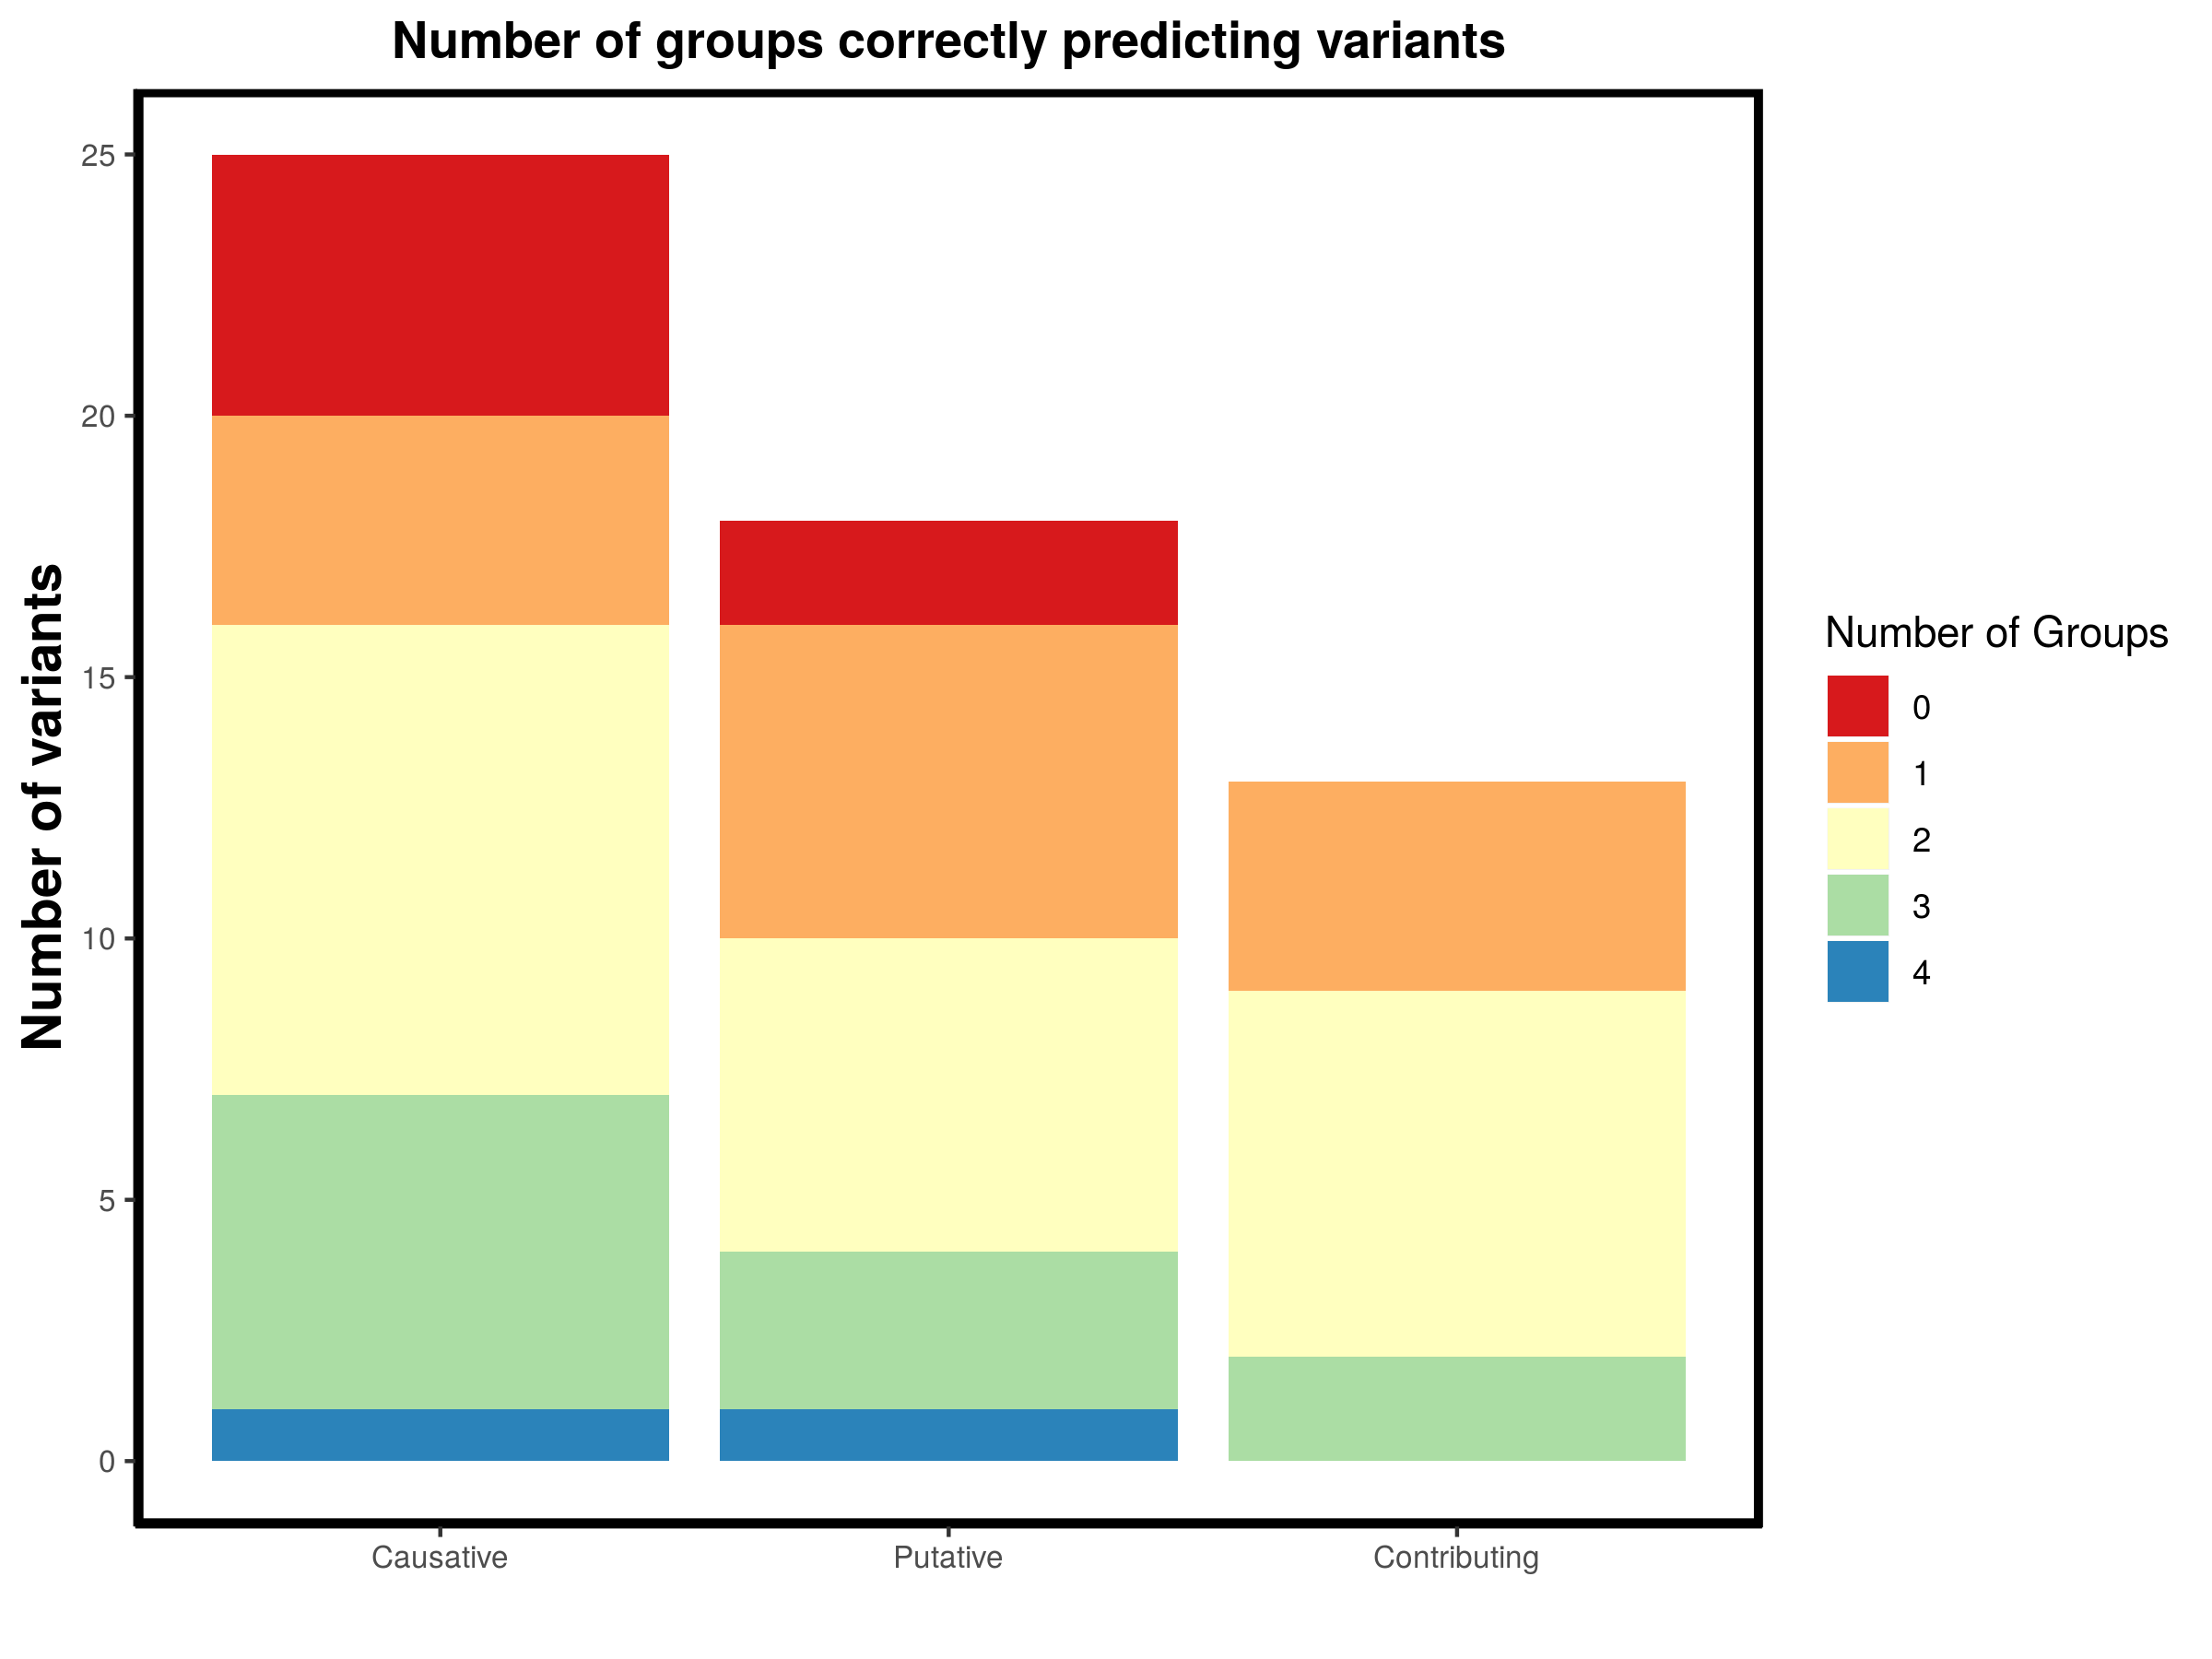 Number of groups correctly predicting variants
Number of variants
25
20
15
10
5
0
Causative
Putative
Contributing
Number of Groups
0
1
2
3
4